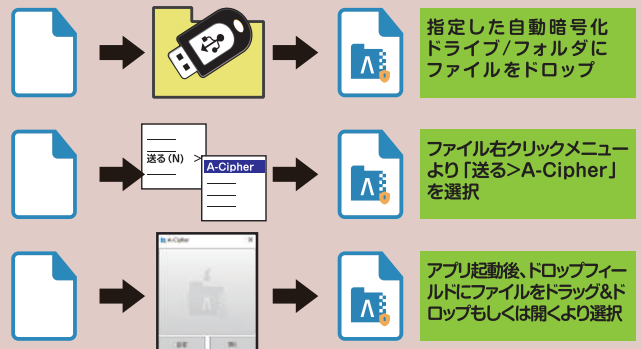 指定した自動暗号化
ドライブ/フォルダに
ファイルをドロップ
送る(N) >
A-Cipher
ファイル右クリックメニュー
より「送る>A-Cipher」
を選択
A-Cipher
アプリ起動後、ドロップフィー
ルドにファイルをドラッグ&ド
ロップもしくは開くより選択